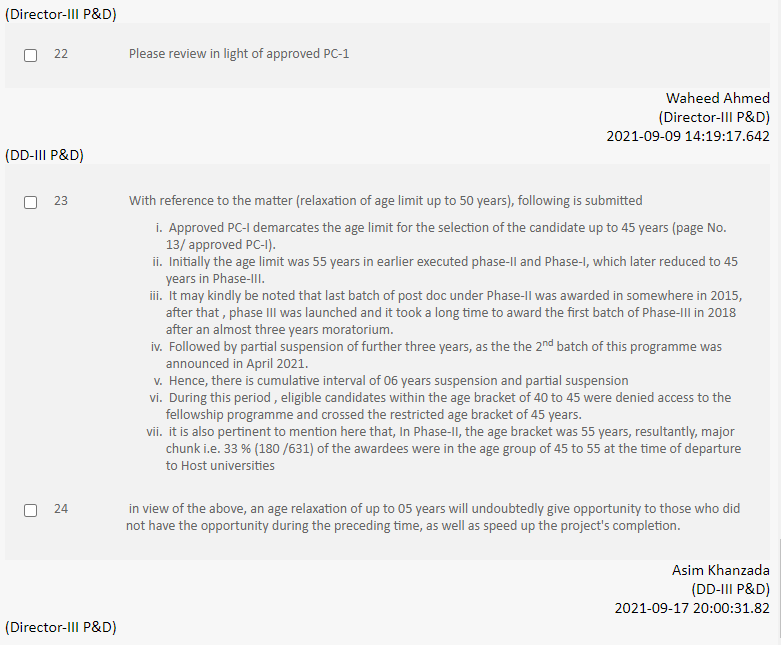 (Director-III P&D)
22 Please review in light of approved PC-1
Waheed Ahmed
(Director-III P&D)
2021-09-09 14:19:17.642
(DD-III P&D)
23 With reference to the matter (relaxation of age limit up to 50 years), following is submitted
i. Approved PC-I demarcates the age limit for the selection of the candidate up to 45 years (page No.
13/ approved PC-I).
ii. Initially the age limit was 55 years in earlier executed phase-II and Phase-I, which later reduced to 45
years in Phase-III.
iii. It may kindly be noted that last batch of post doc under Phase-II was awarded in somewhere in 2015,
after that , phase III was launched and it took a long time to award the first batch of Phase-III in 2018
after an almost three years moratorium.
iv. Followed by partial suspension of further three years, as the the 2nd batch of this programme was
announced in April 2021.
v. Hence, there is cumulative interval of 06 years suspension and partial suspension
vi. During this period , eligible candidates within the age bracket of 40 to 45 were denied access to the
fellowship programme and crossed the restricted age bracket of 45 years.
vii. it is also pertinent to mention here that, In Phase-II, the age bracket was 55 years, resultantly, major
chunk i.e. 33 % (180 /631) of the awardees were in the age group of 45 to 55 at the time of departure
to Host universities
24 in view of the above, an age relaxation of up to 05 years will undoubtedly give opportunity to those who did
not have the opportunity during the preceding time, as well as speed up the project's completion.
Asim Khanzada
(DD-III P&D)
2021-09-17 20:00:31.82
(Director-III P&D)